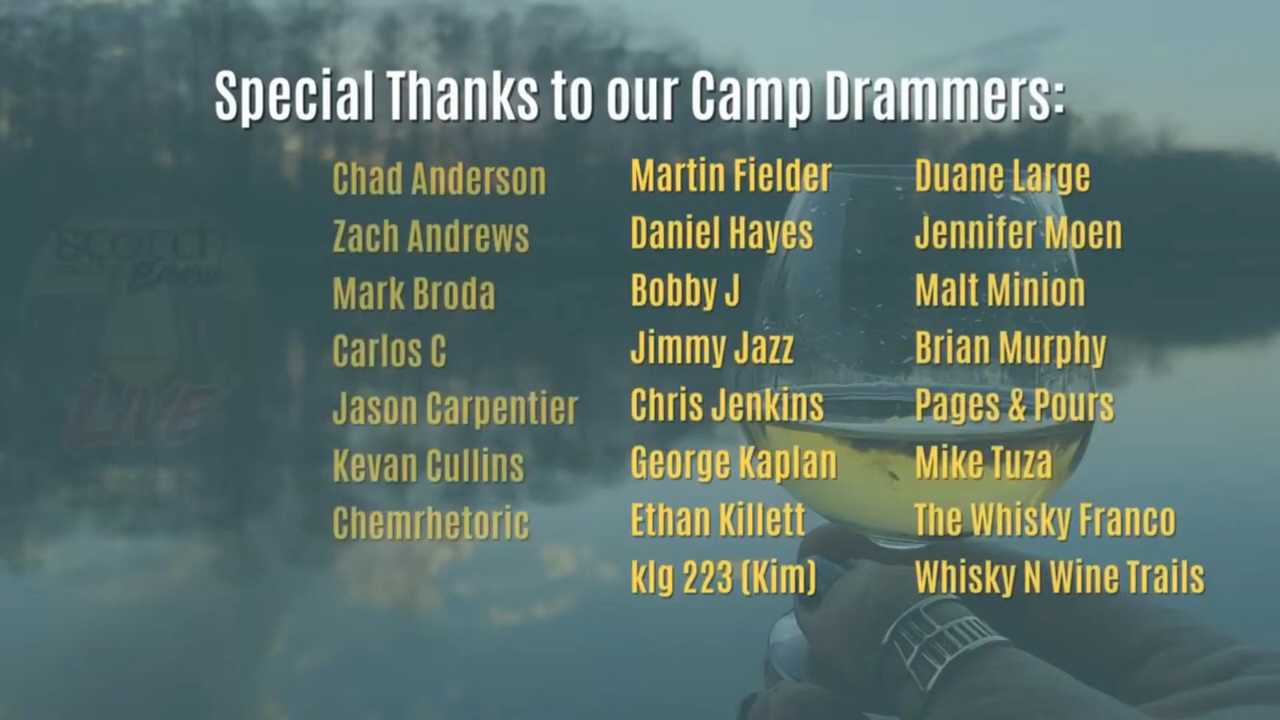 Special Thanks to our Camp Drammers:
Chad Anderson
Zach Andrews
Mark Broda
Carlos C
Jason Carpentier
Kevan Cullins
Chemrhetoric
Martin Fielder
Daniel Hayes
Bobby J
Jimmy Jazz
Chris Jenkins
George Kaplan
Ethan Killett
klg 223 (Kim)
Duane Large
Jennifer Moen
Malt Minion
Brian Murphy
Pages & Pours
Mike Tuza
The Whisky Franco
Whisky N Wine Trails
Scotch
LIVE